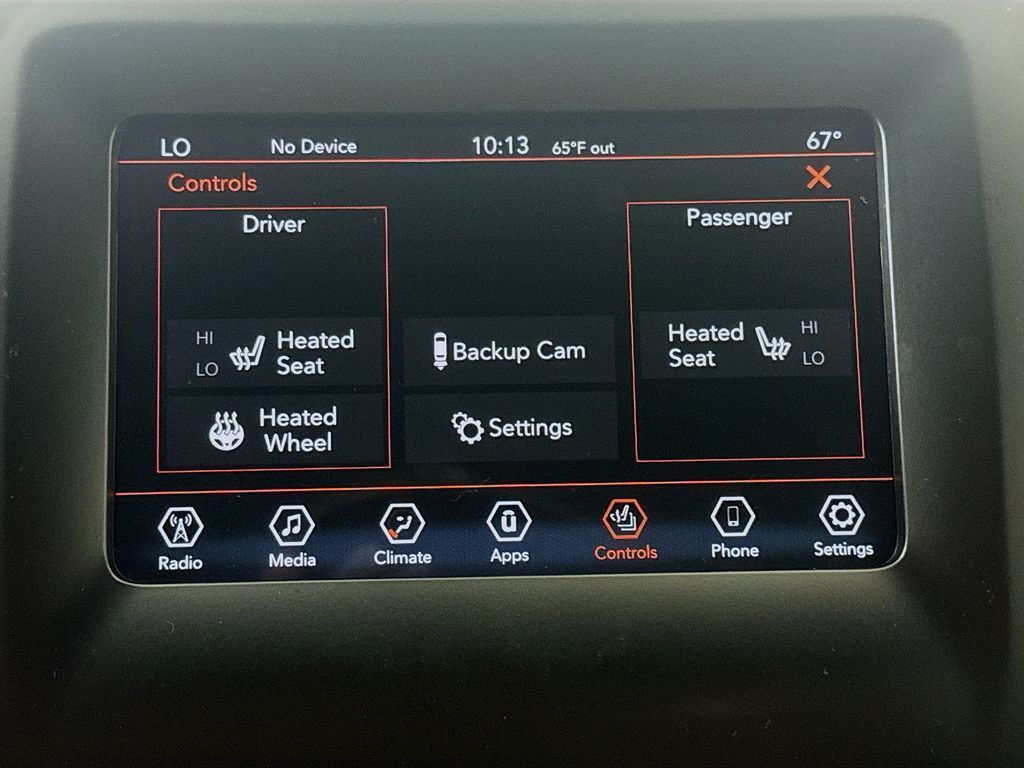 LO No Device 10:13 65°F out 67°
Controls
Driver
Passenger
HI
LO
Heated
Seat
Backup Cam
Heated
Seat
HI
LO
Heated
Wheel
Settings
Radio
Media
Climate
Apps
Controls
Phone
Settings